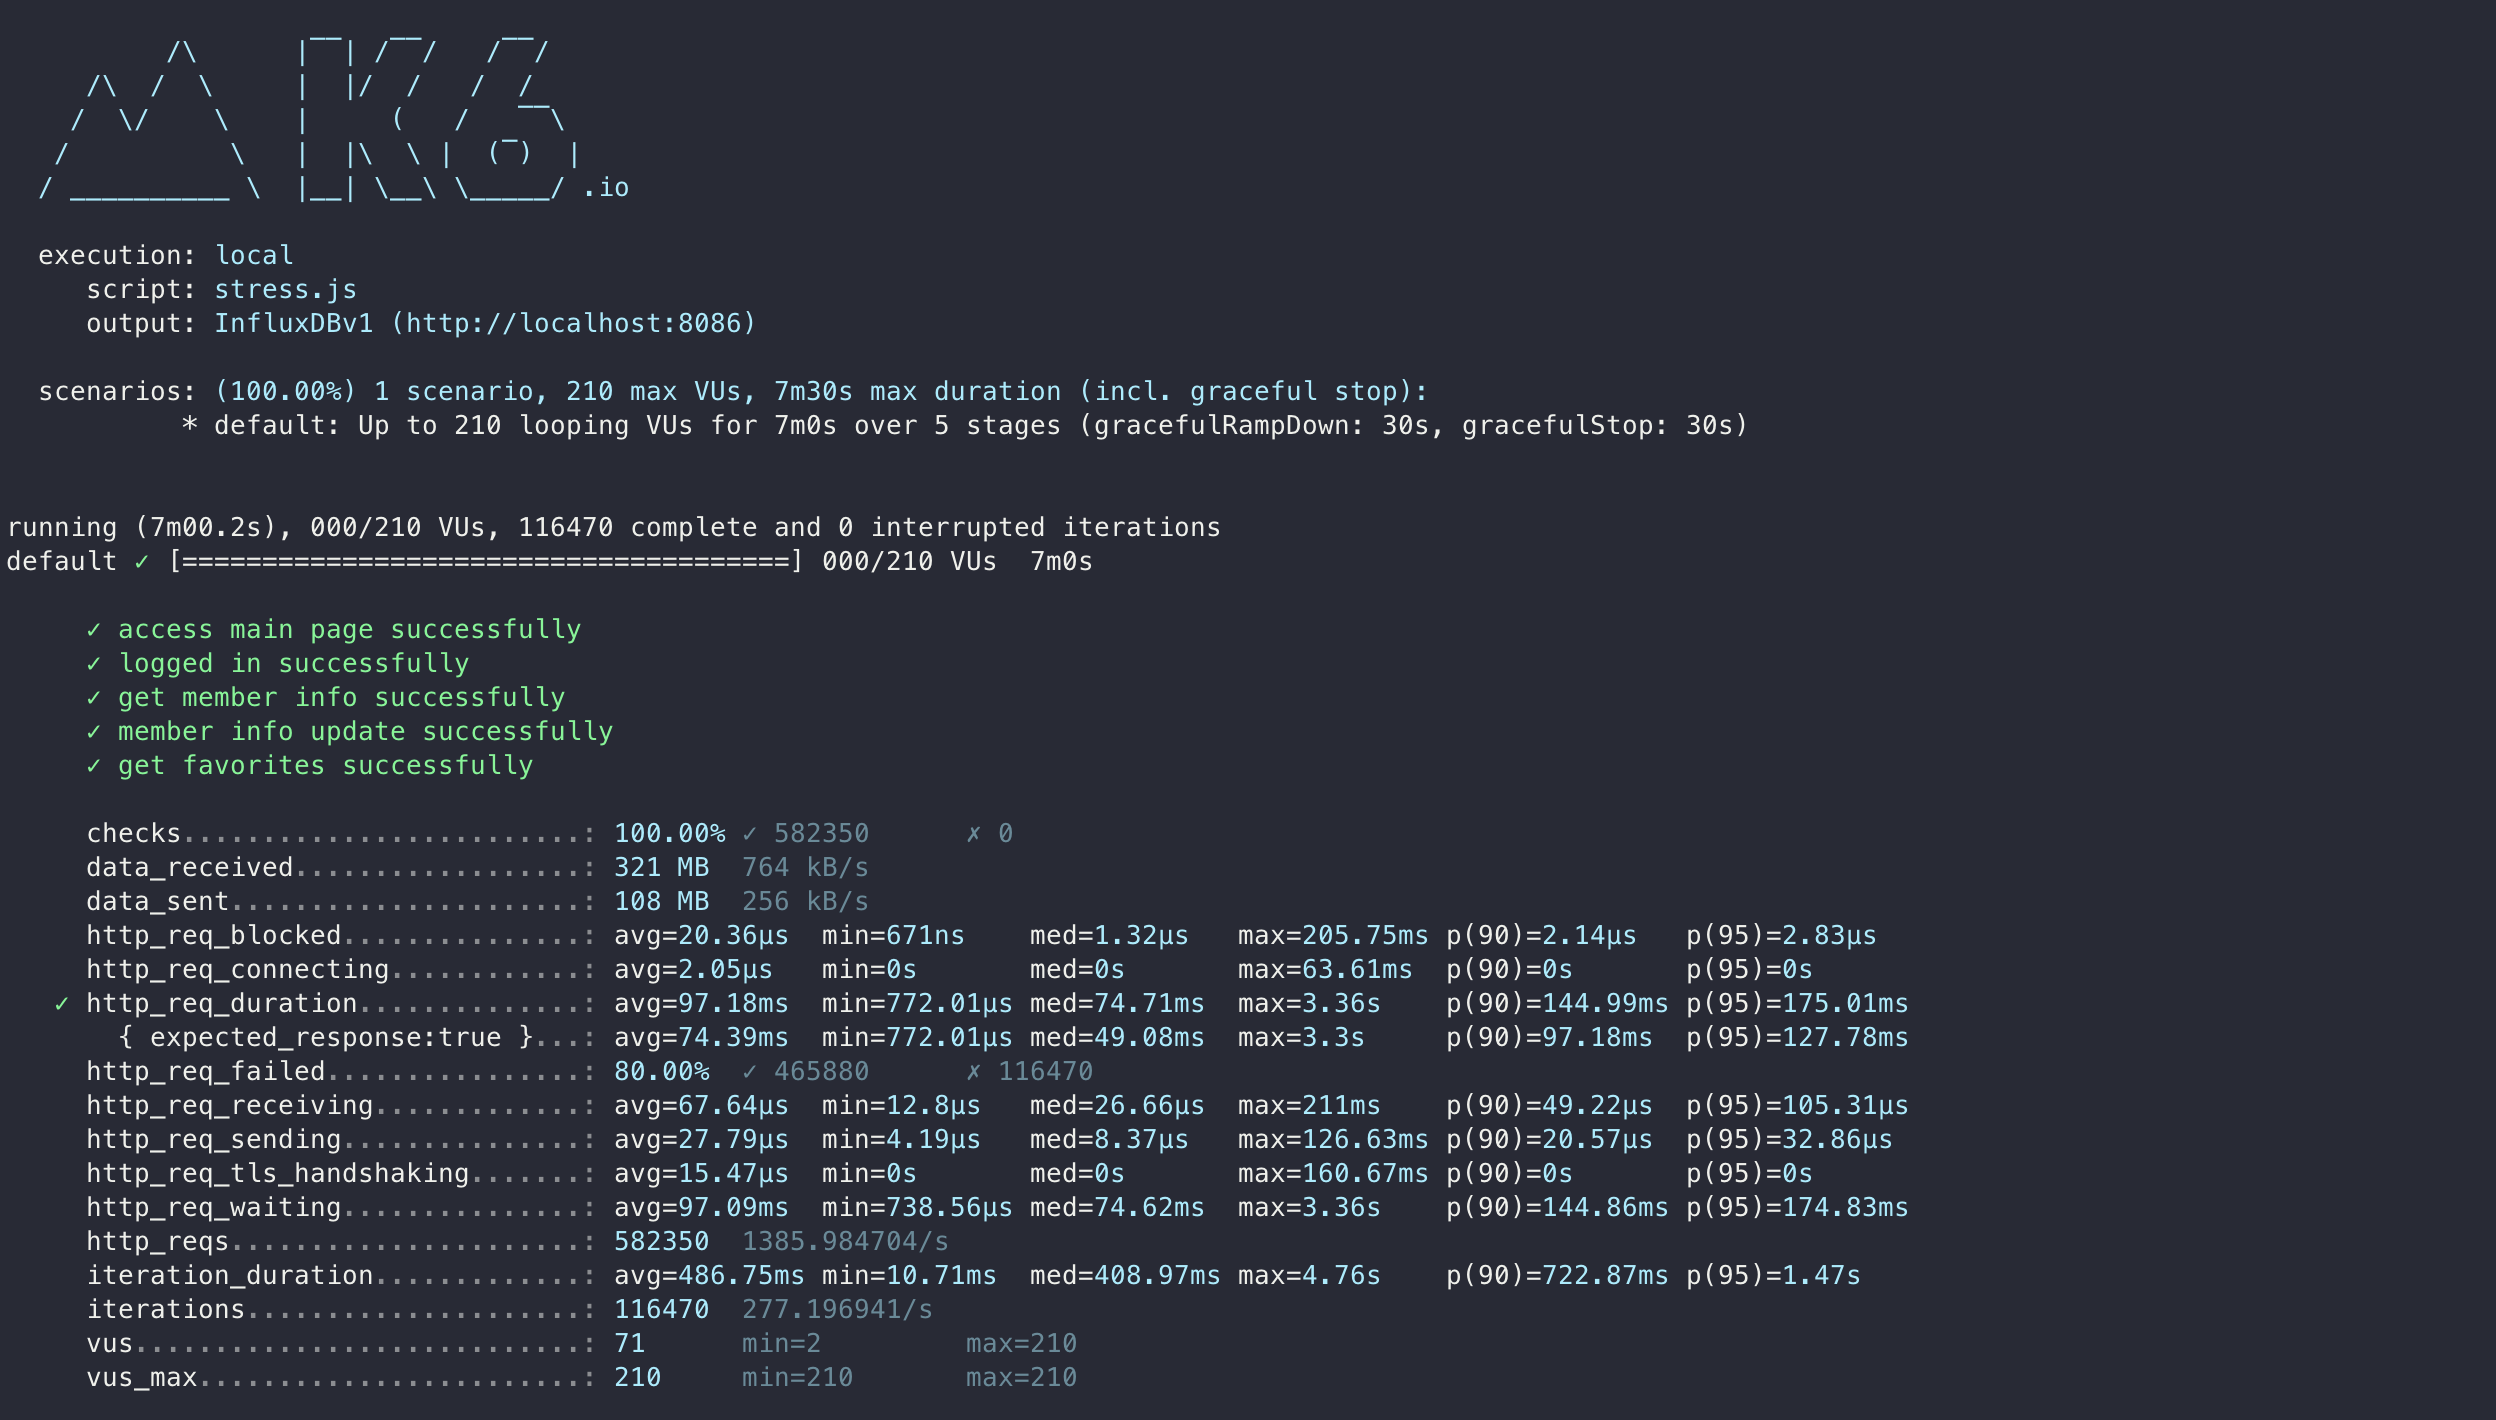 /\      |‾‾| /‾‾/   /‾‾/
     /\  /  \     |  |/  /   /  /
    /  \/    \    |     (   /   ‾‾\
   /          \   |  |\  \ |  (‾)  |
  / __________ \  |__| \__\ \_____/ .io

  execution: local
     script: stress.js
     output: InfluxDBv1 (http://localhost:8086)

  scenarios: (100.00%) 1 scenario, 210 max VUs, 7m30s max duration (incl. graceful stop):
           * default: Up to 210 looping VUs for 7m0s over 5 stages (gracefulRampDown: 30s, gracefulStop: 30s)

running (7m00.2s), 000/210 VUs, 116470 complete and 0 interrupted iterations
default ✓ [======================================] 000/210 VUs  7m0s

     ✓ access main page successfully
     ✓ logged in successfully
     ✓ get member info successfully
     ✓ member info update successfully
     ✓ get favorites successfully

     checks.........................: 100.00% ✓ 582350      ✗ 0
     data_received..................: 321 MB  764 kB/s
     data_sent......................: 108 MB  256 kB/s
     http_req_blocked...............: avg=20.36µs  min=671ns    med=1.32µs   max=205.75ms p(90)=2.14µs   p(95)=2.83µs
     http_req_connecting............: avg=2.05µs   min=0s       med=0s       max=63.61ms  p(90)=0s       p(95)=0s
   ✓ http_req_duration..............: avg=97.18ms  min=772.01µs med=74.71ms  max=3.36s    p(90)=144.99ms p(95)=175.01ms
       { expected_response:true }...: avg=74.39ms  min=772.01µs med=49.08ms  max=3.3s     p(90)=97.18ms  p(95)=127.78ms
     http_req_failed................: 80.00%  ✓ 465880      ✗ 116470
     http_req_receiving.............: avg=67.64µs  min=12.8µs   med=26.66µs  max=211ms    p(90)=49.22µs  p(95)=105.31µs
     http_req_sending...............: avg=27.79µs  min=4.19µs   med=8.37µs   max=126.63ms p(90)=20.57µs  p(95)=32.86µs
     http_req_tls_handshaking.......: avg=15.47µs  min=0s       med=0s       max=160.67ms p(90)=0s       p(95)=0s
     http_req_waiting...............: avg=97.09ms  min=738.56µs med=74.62ms  max=3.36s    p(90)=144.86ms p(95)=174.83ms
     http_reqs......................: 582350  1385.984704/s
     iteration_duration.............: avg=486.75ms min=10.71ms  med=408.97ms max=4.76s    p(90)=722.87ms p(95)=1.47s
     iterations.....................: 116470  277.196941/s
     vus............................: 71      min=2         max=210
     vus_max........................: 210     min=210       max=210